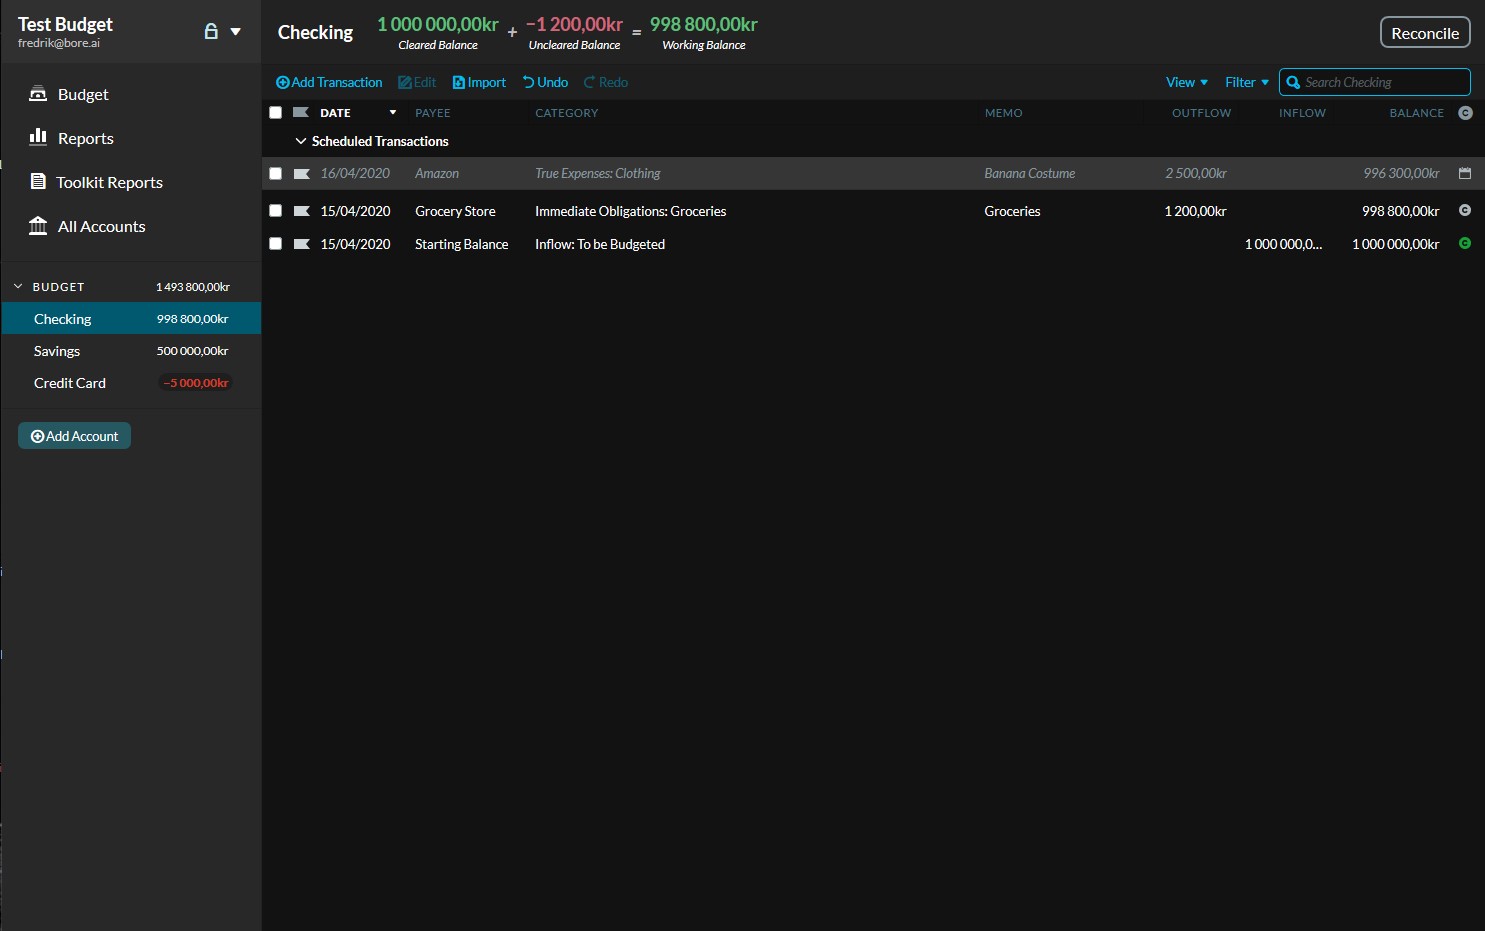 Test Budget
fredrik@bore.ai
Budget
Reports
Toolkit Reports
All Accounts
BUDGET 1 493 800,00kr
Checking 998 800,00kr
Savings 500 000,00kr
Credit Card −5 000,00kr
Add Account
Checking
1 000 000,00kr + −1 200,00kr = 998 800,00kr
Cleared Balance Uncleared Balance Working Balance
Reconcile
Add Transaction Edit Import Undo Redo View Filter Search Checking
DATE PAYEE CATEGORY MEMO OUTFLOW INFLOW BALANCE C
Scheduled Transactions
16/04/2020 Amazon True Expenses: Clothing Banana Costume 2 500,00kr 996 300,00kr
15/04/2020 Grocery Store Immediate Obligations: Groceries Groceries 1 200,00kr 998 800,00kr C
15/04/2020 Starting Balance Inflow: To be Budgeted 1 000 000,0... 1 000 000,00kr C